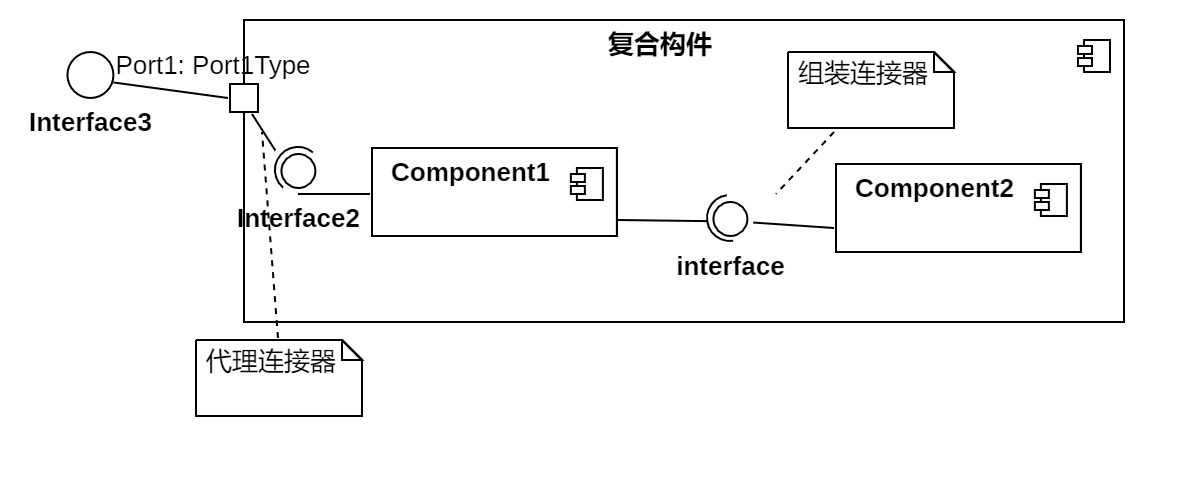 复合构件
Port1: Port1Type
组装连接器
Interface3
Component1
Component2
Interface2
interface
代理连接器